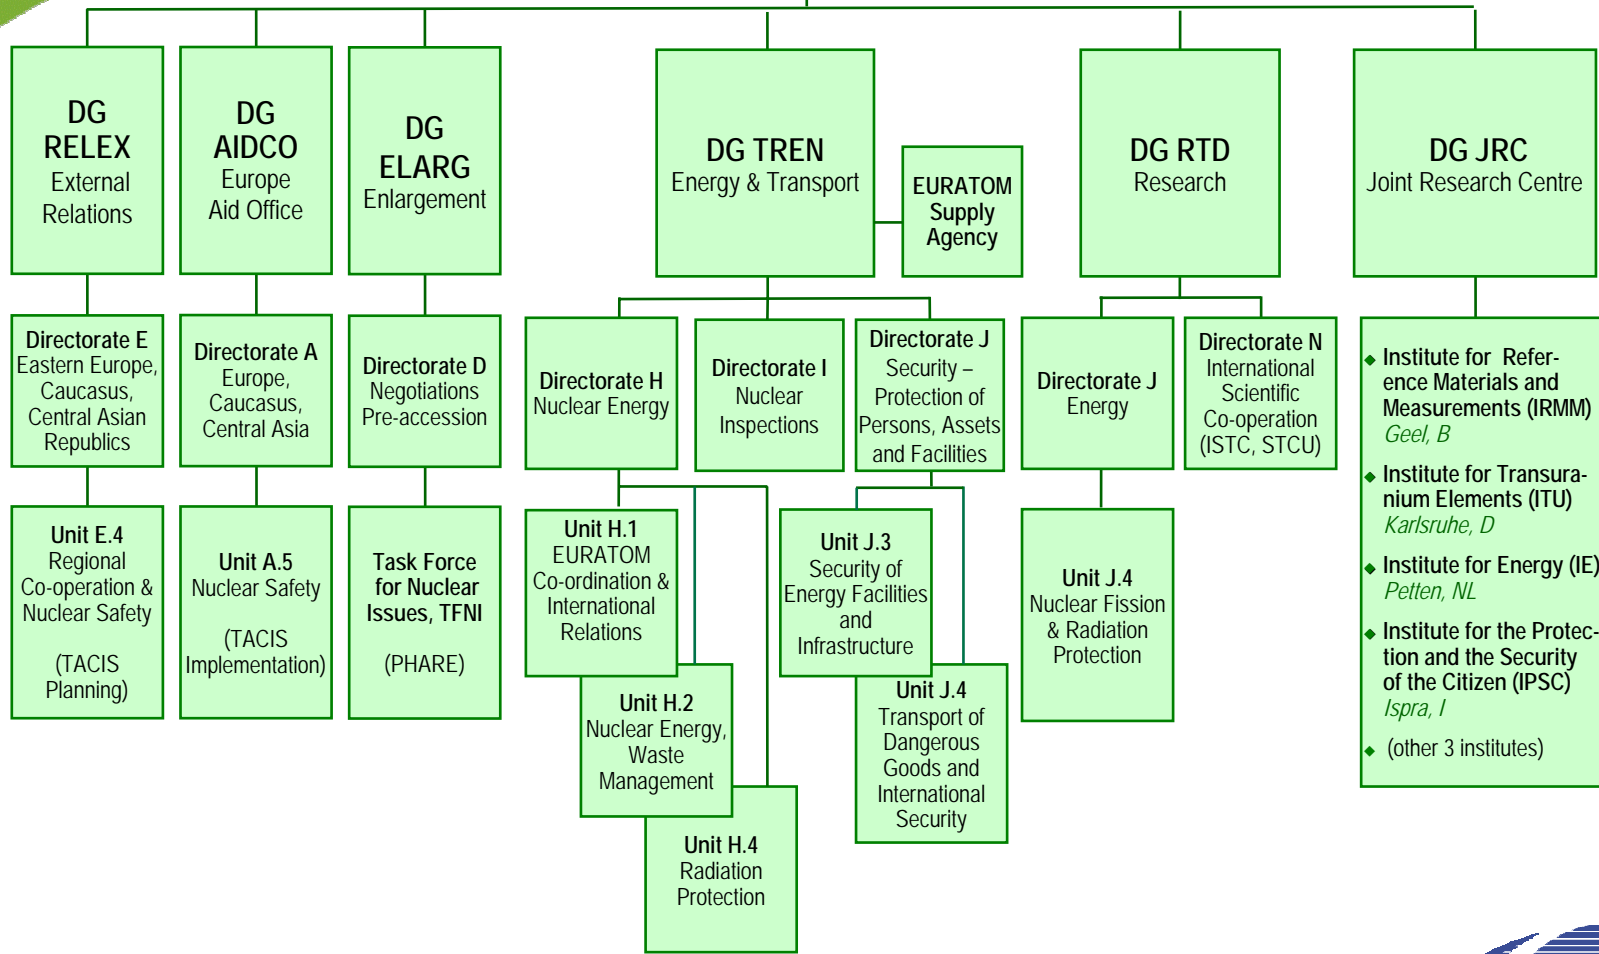 DG
RELEX
External
Relations
DG
AIDCO
Europe
Aid Office
DG
ELARG
Enlargement
DG TREN
Energy & Transport
EURATOM
Supply
Agency
DG RTD
Research
DG JRC
Joint Research Centre
Directorate E
Eastern Europe,
Caucasus,
Central Asian
Republics
Directorate A
Europe,
Caucasus,
Central Asia
Directorate D
Negotiations
Pre-accession
Directorate H
Nuclear Energy
Directorate I
Nuclear
Inspections
Directorate J
Security –
Protection of
Persons, Assets
and Facilities
Directorate J
Energy
Directorate N
International
Scientific
Co-operation
(ISTC, STCU)
Unit E.4
Regional
Co-operation &
Nuclear Safety
(TACIS
Planning)
Unit A.5
Nuclear Safety
(TACIS
Implementation)
Task Force
for Nuclear
Issues, TFNI
(PHARE)
Unit H.1
EURATOM
Co-ordination &
International
Relations
Unit H.2
Nuclear Energy,
Waste
Management
Unit H.4
Radiation
Protection
Unit J.3
Security of
Energy Facilities
and
Infrastructure
Unit J.4
Transport of
Dangerous
Goods and
International
Security
Unit J.4
Nuclear Fission
& Radiation
Protection
◆ Institute for Refer-
ence Materials and
Measurements (IRMM)
Geel, B
◆ Institute for Transura-
nium Elements (ITU)
Karlsruhe, D
◆ Institute for Energy (IE)
Petten, NL
◆ Institute for the Protec-
tion and the Security
of the Citizen (IPSC)
Ispra, I
◆ (other 3 institutes)